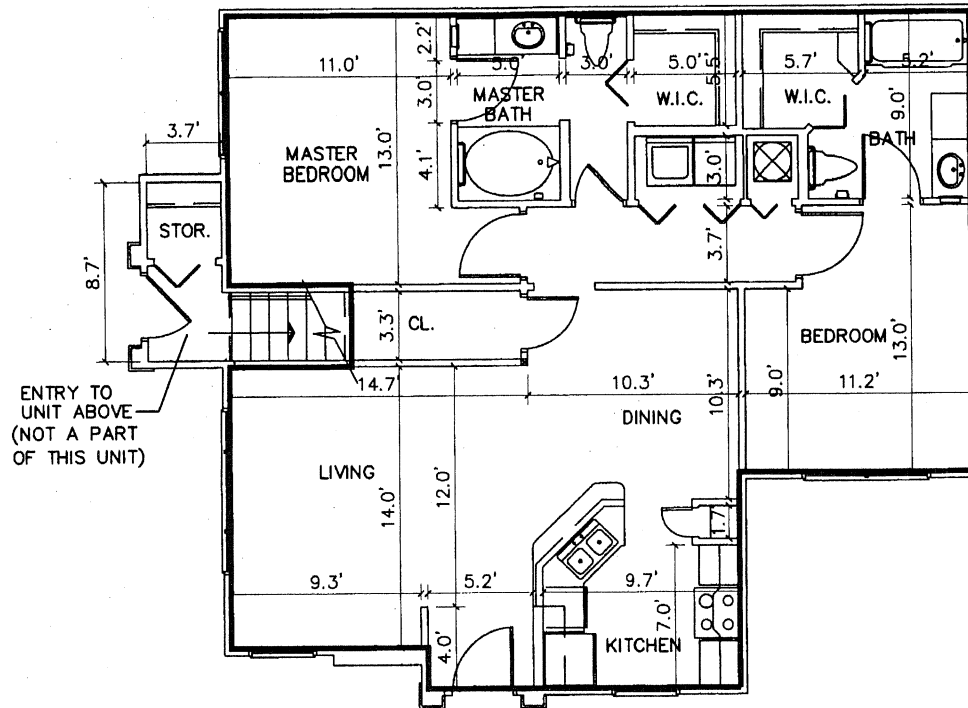 2.2'
11.0'
5.0'
3.0'
5.0'
5.5'
5.7'
5.2'
3.0'
MASTER
BATH
W.I.C.
W.I.C.
9.0'
BATH
3.7'
MASTER
BEDROOM
13.0'
4.1'
3.0'
STOR.
8.7'
3.7'
3.3'
CL.
BEDROOM
13.0'
ENTRY TO
UNIT ABOVE
(NOT A PART
OF THIS UNIT)
14.7'
10.3'
10.3'
9.0'
11.2'
DINING
LIVING
14.0'
12.0'
1.7'
9.3'
5.2'
9.7'
7.0'
4.0'
KITCHEN